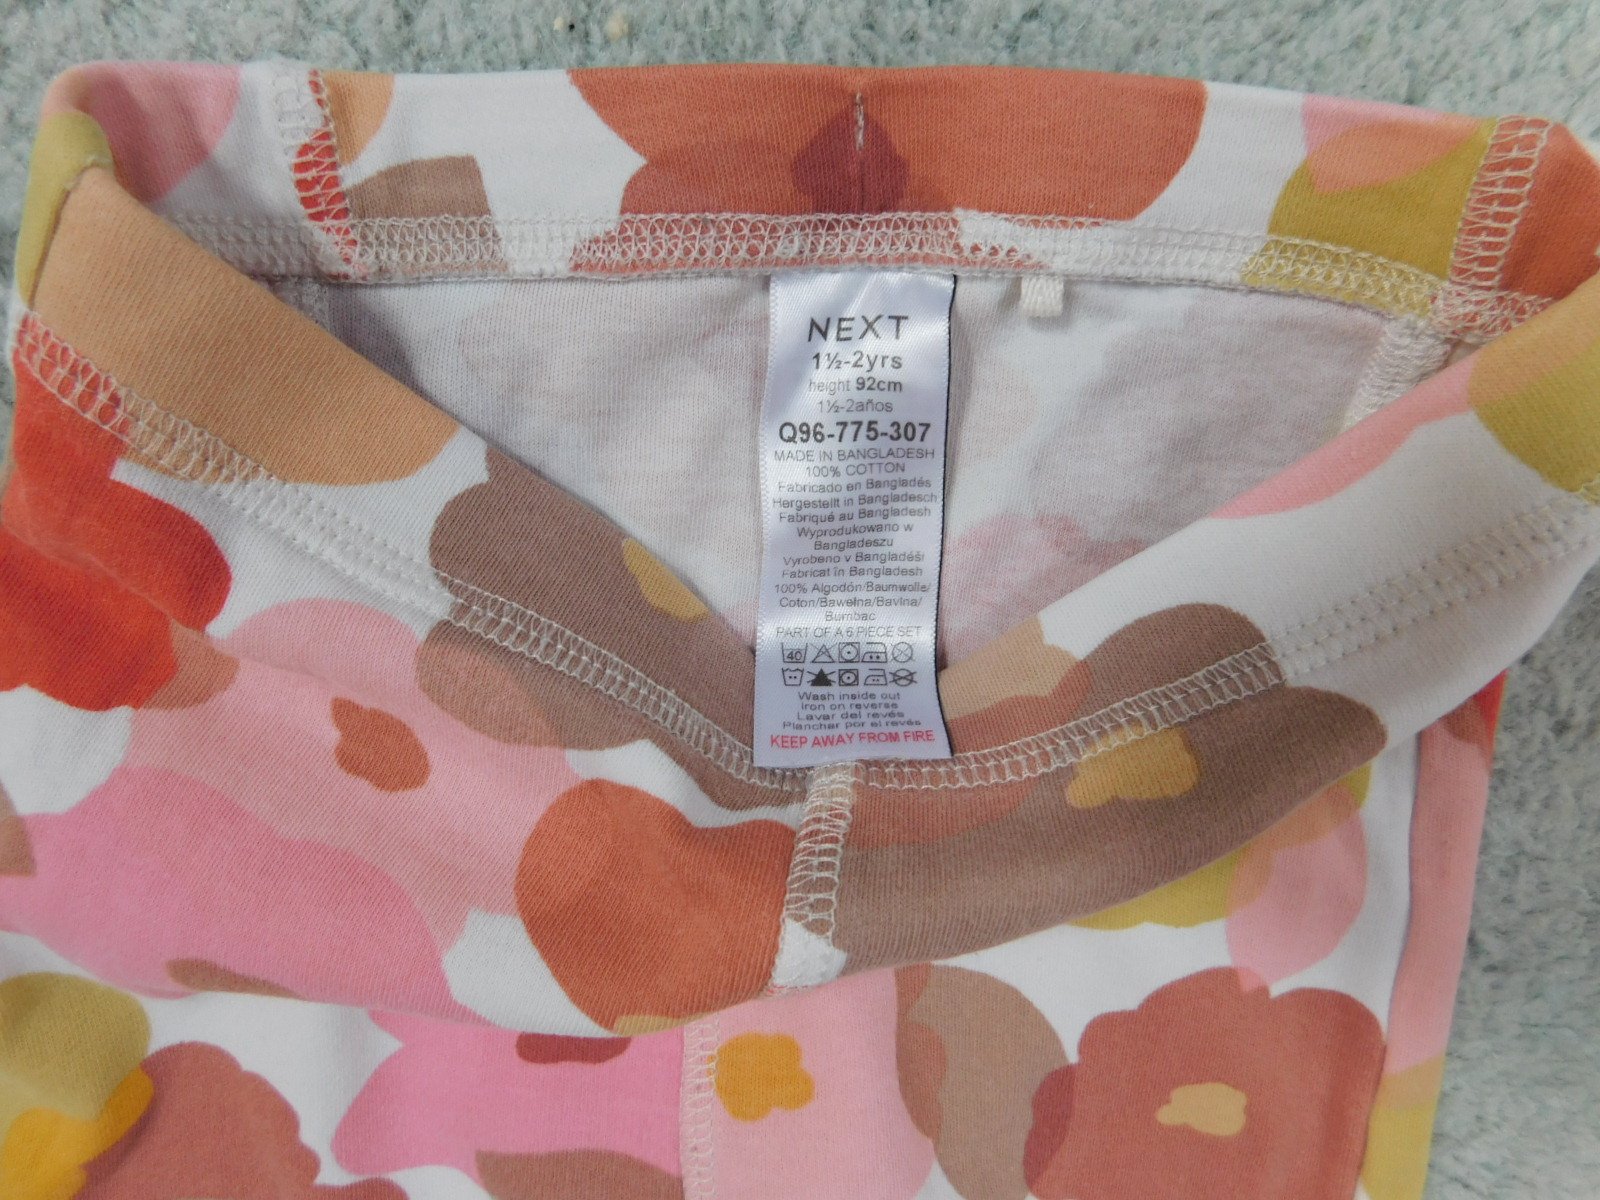 NEXT
1½-2yrs
height 92cm
1½-2años
Q96-775-307
MADE IN BANGLADESH
100% COTTON
Fabricado en Bangladés
Hergestellt in Bangladesch
Fabriqué au Bangladesh
Wyprodukowano w
Bangladeszu
Vyrobeno v Bangladéši
Fabricat în Bangladesh
100% Algodón/Baumwolle/
Coton/Bawełna/Bavlna/
Bumbac
PART OF A 6 PIECE SET
40
Wash inside out
Iron on reverse
Lavar del revés
Planchar por el revés
KEEP AWAY FROM FIRE